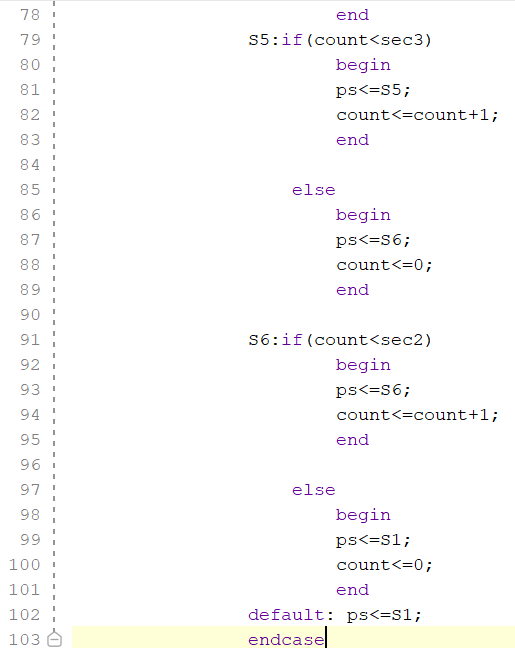 78 end
79 S5:if(count<sec3)
80 begin
81 ps<=S5;
82 count<=count+1;
83 end
84
85 else
86 begin
87 ps<=S6;
88 count<=0;
89 end
90
91 S6:if(count<sec2)
92 begin
93 ps<=S6;
94 count<=count+1;
95 end
96
97 else
98 begin
99 ps<=S1;
100 count<=0;
101 end
102 default: ps<=S1;
103 endcase